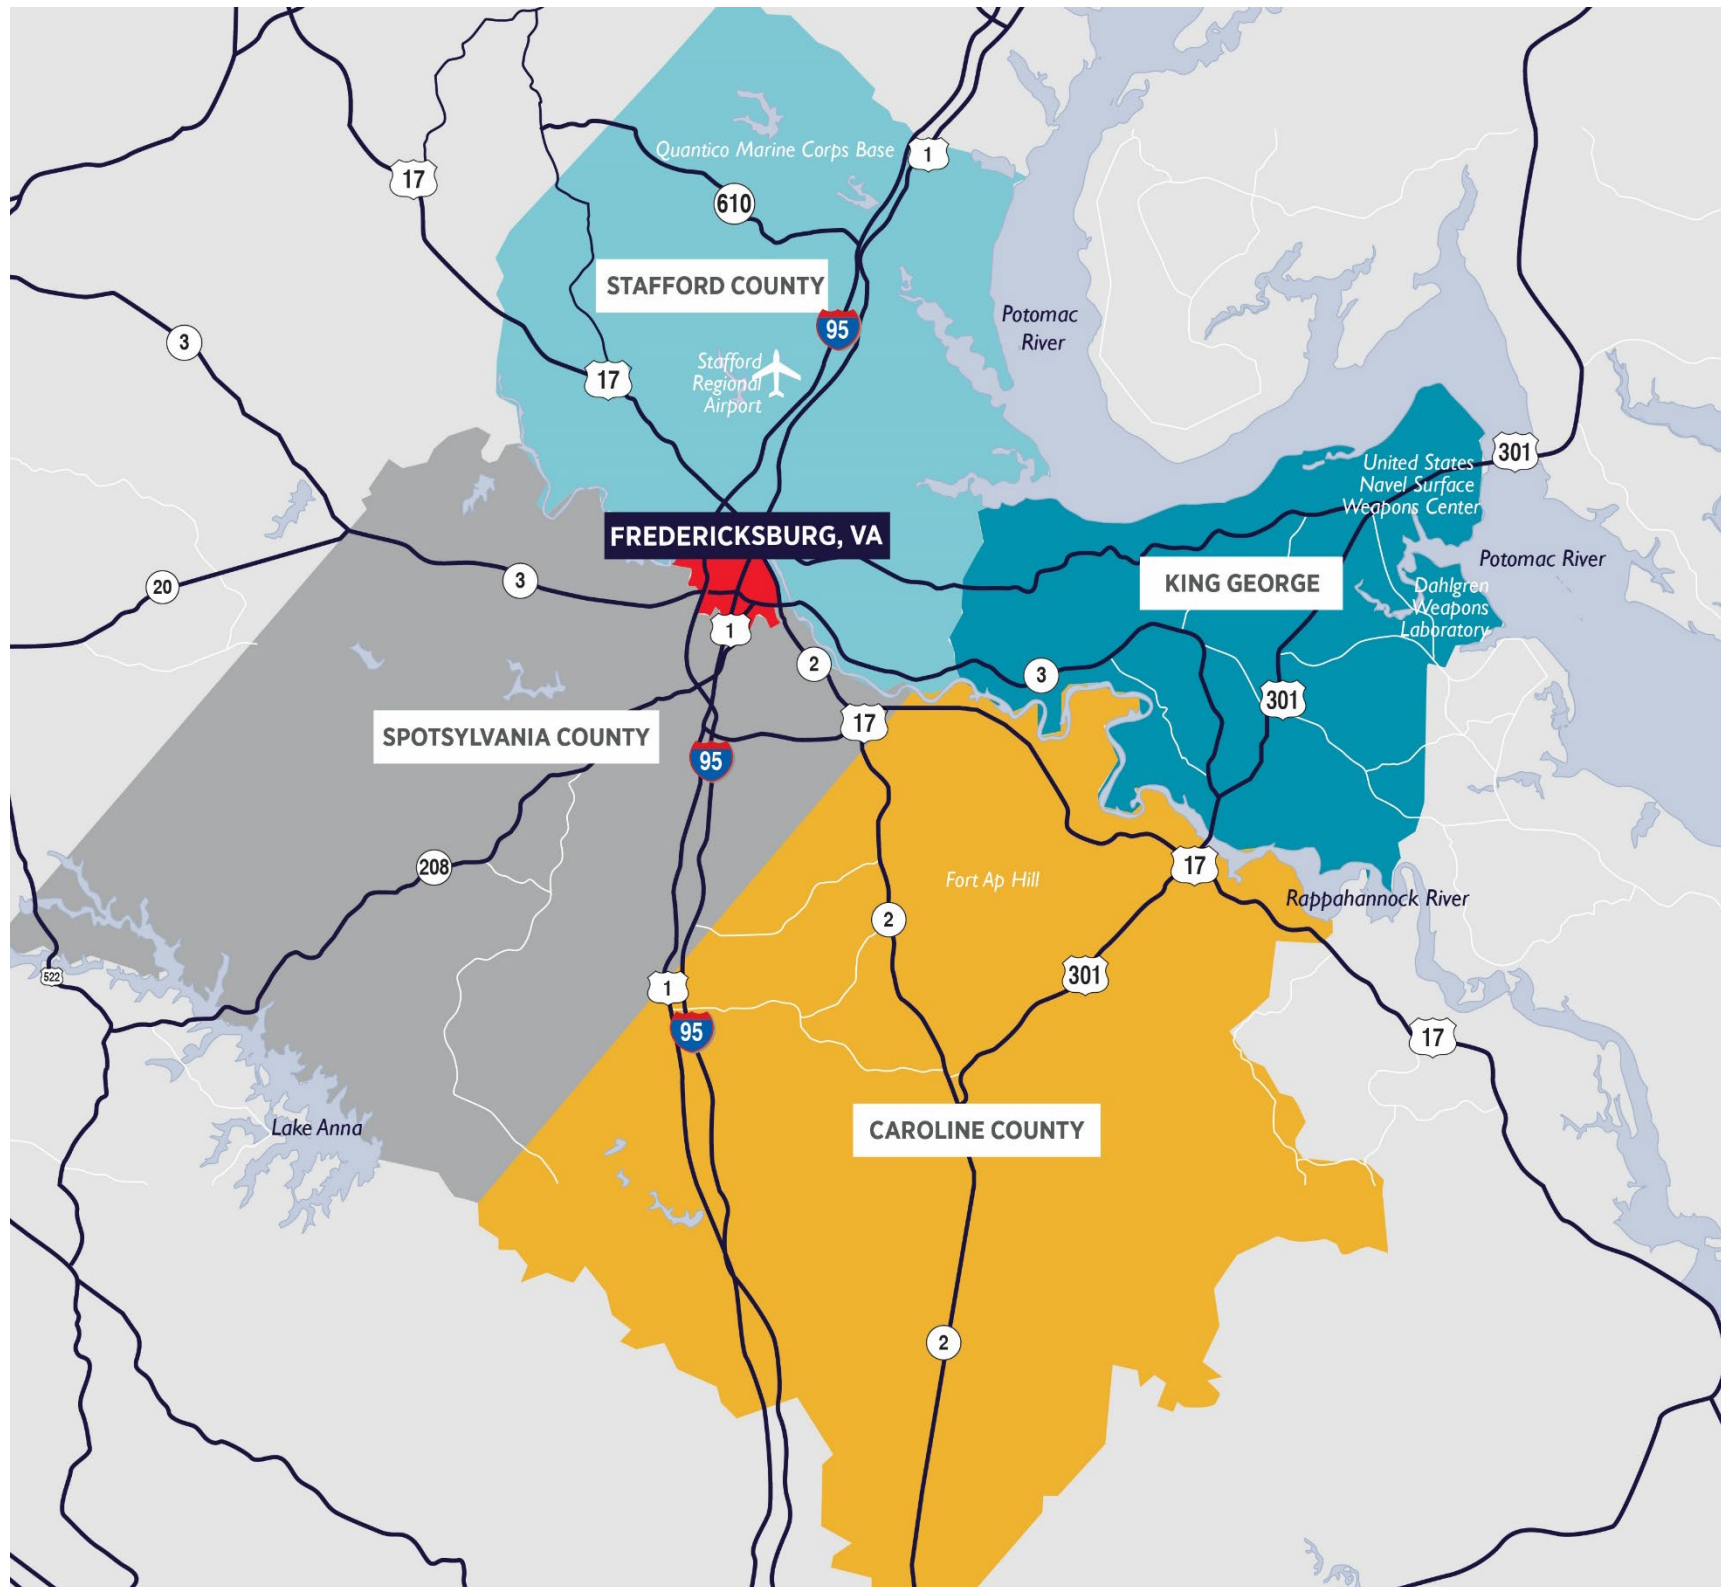 Quantico Marine Corps Base
1
17
610
STAFFORD COUNTY
Potomac
River
95
3
Stafford
Regional
Airport
17
301
United States
Navel Surface
Weapons Center
FREDERICKSBURG, VA
Potomac River
20
3
KING GEORGE
Dahlgren
Weapons
Laboratory
1
2
3
301
17
SPOTSYLVANIA COUNTY
95
208
17
Fort Ap Hill
Rappahannock River
2
522
1
301
95
17
Lake Anna
CAROLINE COUNTY
2